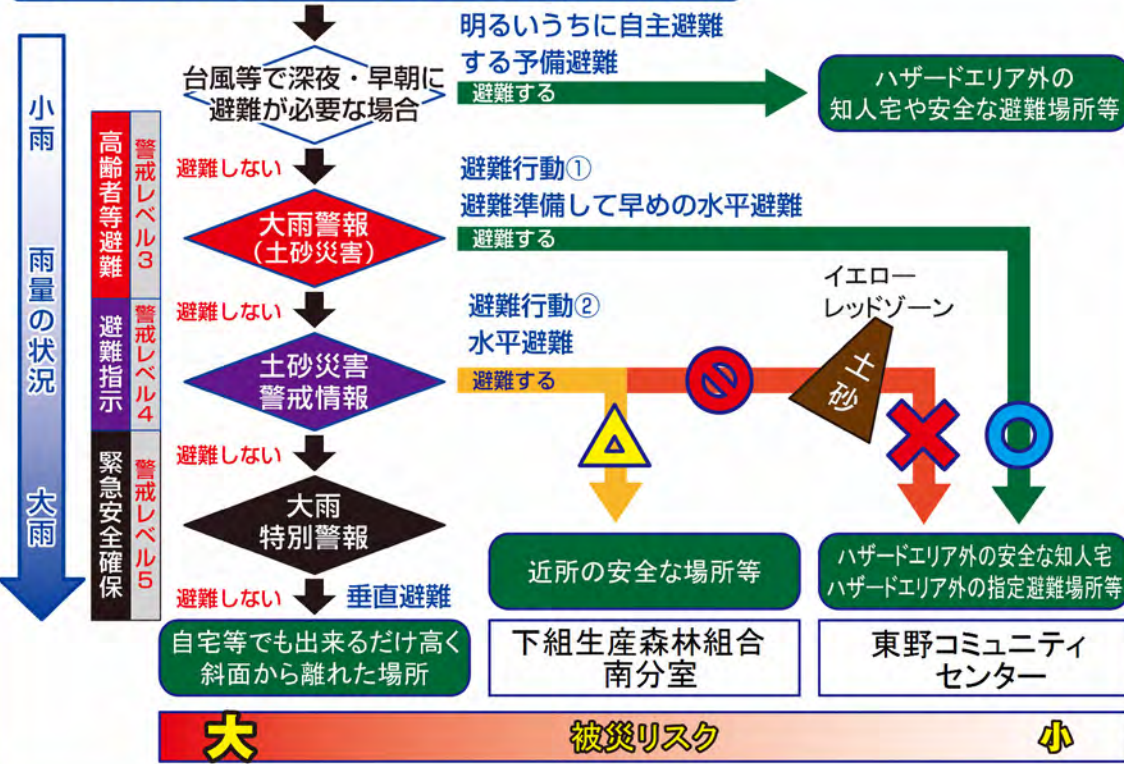 明るいうちに自主避難
する予備避難
台風等で深夜・早朝に
避難が必要な場合
避難する
ハザードエリア外の
知人宅や安全な避難場所等
小雨
雨量の状況
大雨
高齢者等避難
警戒レベル3
避難しない
避難行動①
避難準備して早めの水平避難
大雨警報
(土砂災害)
避難する
避難指示
警戒レベル4
避難しない
避難行動②
水平避難
イエロー
レッドゾーン
土砂災害
警戒情報
避難する
土砂
緊急安全確保
警戒レベル5
避難しない
大雨
特別警報
近所の安全な場所等
ハザードエリア外の安全な知人宅
ハザードエリア外の指定避難場所等
避難しない
垂直避難
自宅等でも出来るだけ高く
斜面から離れた場所
下組生産森林組合
南分室
東野コミュニティ
センター
大
被災リスク
小